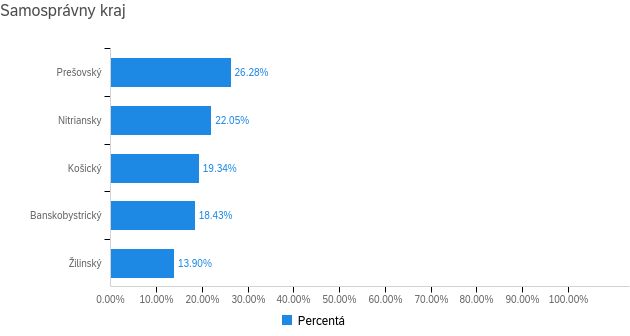 Samosprávny kraj
Prešovský 26.28%
Nitriansky 22.05%
Košický 19.34%
Banskobystrický 18.43%
Žilinský 13.90%
0.00% 10.00% 20.00% 30.00% 40.00% 50.00% 60.00% 70.00% 80.00% 90.00% 100.00%
Percentá